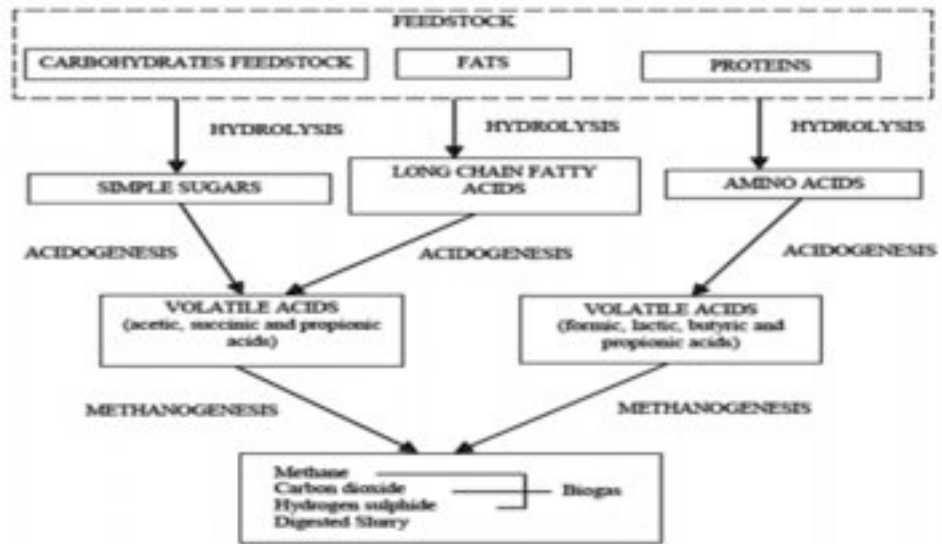 FEEDSTOCK
CARBOHYDRATES FEEDSTOCK
FATS
PROTEINS
HYDROLYSIS
HYDROLYSIS
HYDROLYSIS
SIMPLE SUGARS
LONG CHAIN FATTY
ACIDS
AMINO ACIDS
ACIDOGENESIS
ACIDOGENESIS
ACIDOGENESIS
VOLATILE ACIDS
(acetic, succinic and propionic
acids)
VOLATILE ACIDS
(formic, lactic, butyric and
propionic acids)
METHANOGENESIS
METHANOGENESIS
Methane
Carbon dioxide
Biogas
Hydrogen sulphide
Digested Slurry